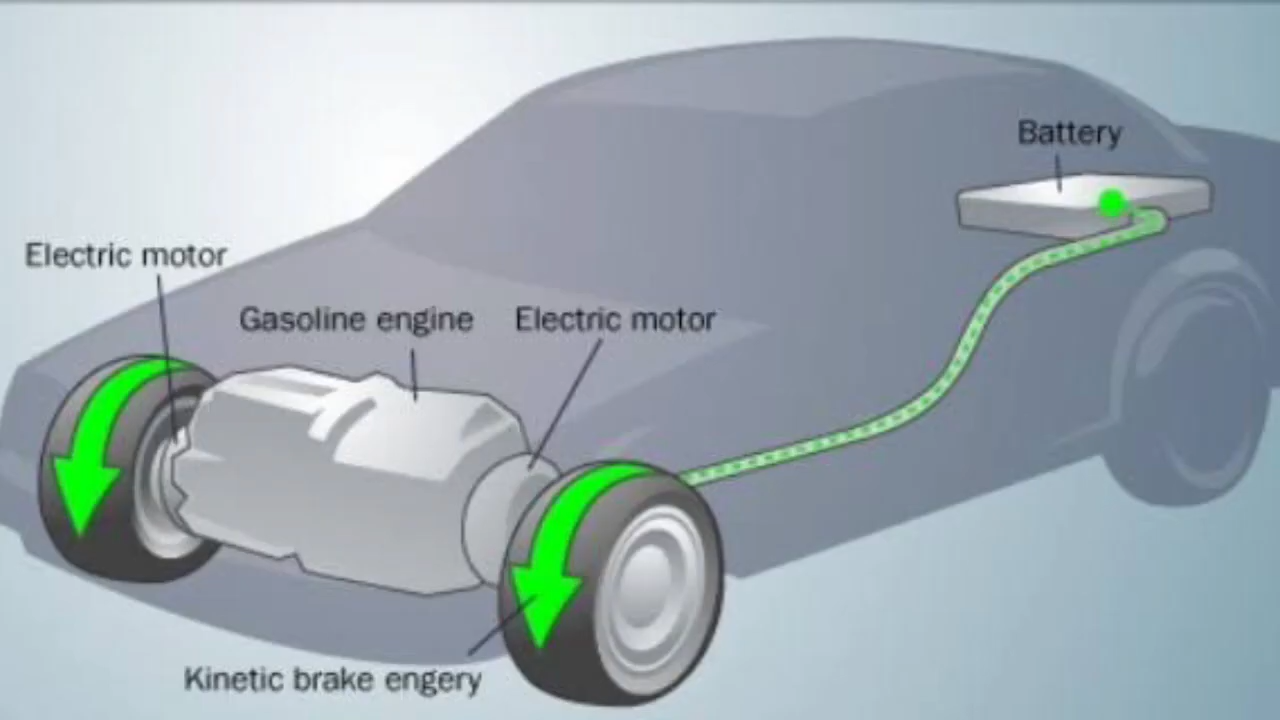 Battery
Electric motor
Gasoline engine
Electric motor
Kinetic brake engery